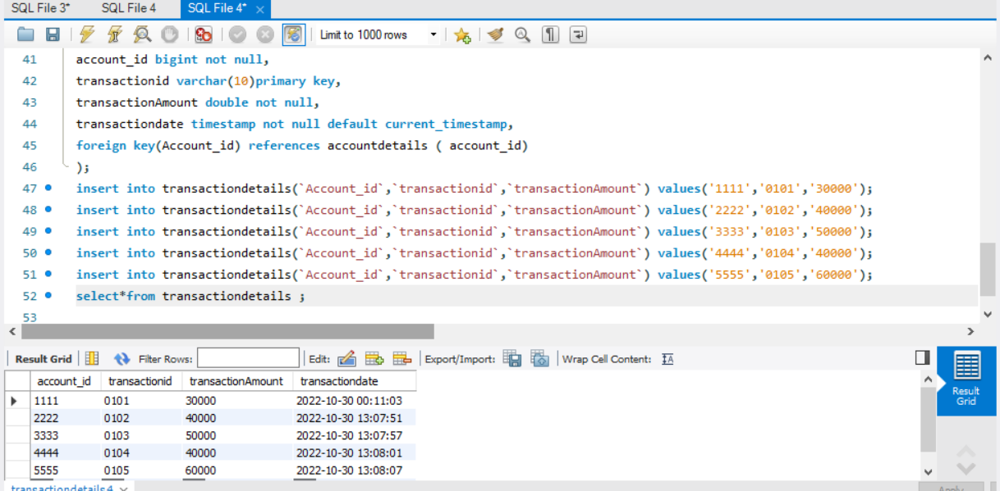 SQL File 3* SQL File 4 SQL File 4* ×
Limit to 1000 rows
41 account_id bigint not null,
42 transactionid varchar(10)primary key,
43 transactionAmount double not null,
44 transactiondate timestamp not null default current_timestamp,
45 foreign key(Account_id) references accountdetails ( account_id)
46 );
47 insert into transactiondetails(`Account_id`,`transactionid`,`transactionAmount`) values('1111','0101','30000');
48 insert into transactiondetails(`Account_id`,`transactionid`,`transactionAmount`) values('2222','0102','40000');
49 insert into transactiondetails(`Account_id`,`transactionid`,`transactionAmount`) values('3333','0103','50000');
50 insert into transactiondetails(`Account_id`,`transactionid`,`transactionAmount`) values('4444','0104','40000');
51 insert into transactiondetails(`Account_id`,`transactionid`,`transactionAmount`) values('5555','0105','60000');
52 select*from transactiondetails ;
53
Result Grid Filter Rows: Edit: Export/Import: Wrap Cell Content: IA
account_id transactionid transactionAmount transactiondate
1111 0101 30000 2022-10-30 00:11:03
2222 0102 40000 2022-10-30 13:07:51
3333 0103 50000 2022-10-30 13:07:57
4444 0104 40000 2022-10-30 13:08:01
5555 0105 60000 2022-10-30 13:08:07
Result
Grid
transactiondetails4 Apply